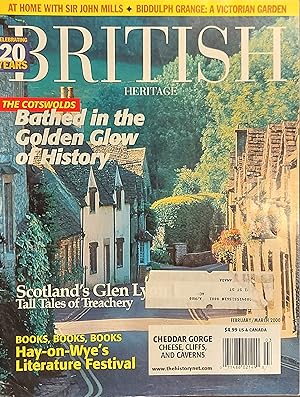 AT HOME WITH SIR JOHN MILLS ✦ BIDDULPH GRANGE: A VICTORIAN GARDEN
CELEBRATING
20
YEARS
BRITISH
HERITAGE
THE COTSWOLDS
Bathed in the
Golden Glow
of History
Scotland's Glen Lyon
Tall Tales of Treachery
BOOKS, BOOKS, BOOKS
Hay-on-Wye's
Literature Festival
CHEDDAR GORGE
CHEESE, CLIFFS,
AND CAVERNS
www.thehistorynet.com
FEBRUARY/MARCH 2000
$4.99 US & CANADA